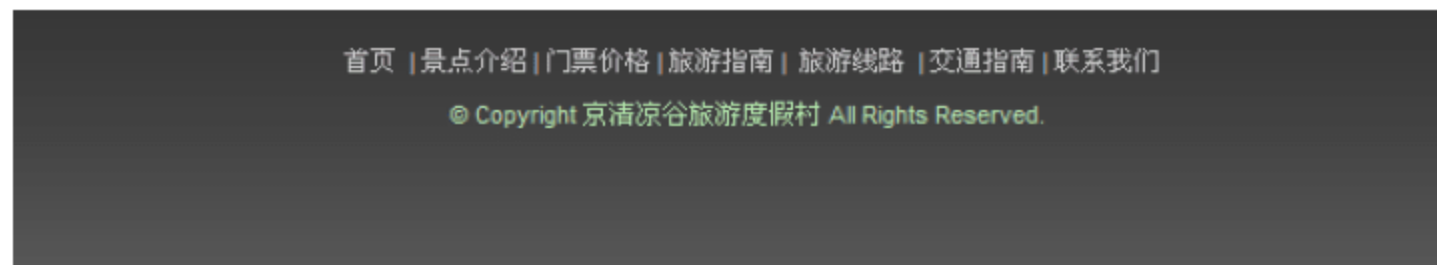 首页 |景点介绍|门票价格|旅游指南| 旅游线路 |交通指南|联系我们
© Copyright 京清凉谷旅游度假村 All Rights Reserved.